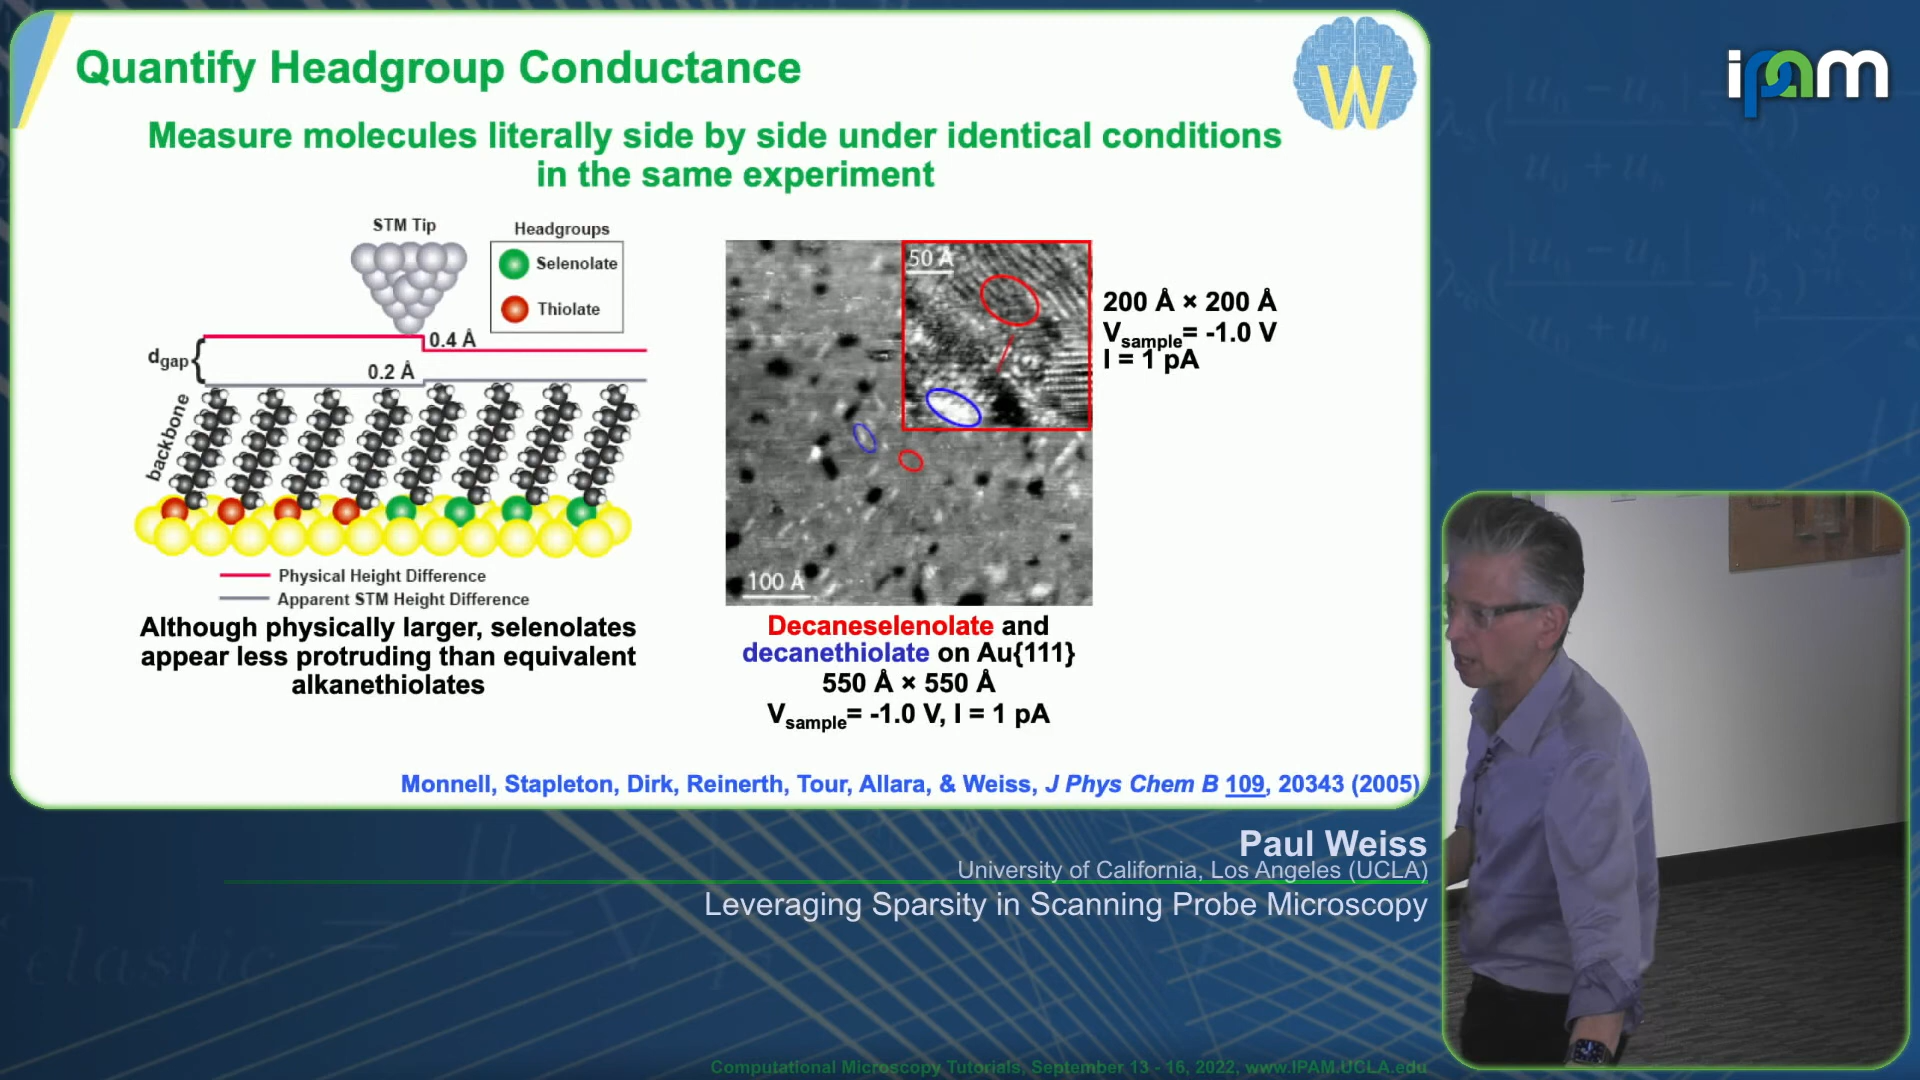 Quantify Headgroup Conductance
W
ipam
Measure molecules literally side by side under identical conditions
in the same experiment
STM Tip
Headgroups
Selenolate
Thiolate
0.4 Å
dgap
0.2 Å
backbone
Physical Height Difference
Apparent STM Height Difference
Although physically larger, selenolates
appear less protruding than equivalent
alkanethiolates
50 Å
100 Å
200 Å × 200 Å
Vsample= -1.0 V
I = 1 pA
Decaneselenolate and
decanethiolate on Au{111}
550 Å × 550 Å
Vsample= -1.0 V, I = 1 pA
Monnell, Stapleton, Dirk, Reinerth, Tour, Allara, & Weiss, J Phys Chem B 109, 20343 (2005)
Paul Weiss
University of California, Los Angeles (UCLA)
Leveraging Sparsity in Scanning Probe Microscopy
elastic
Computational Microscopy Tutorials, September 13 - 16, 2022, www.IPAM.UCLA.edu